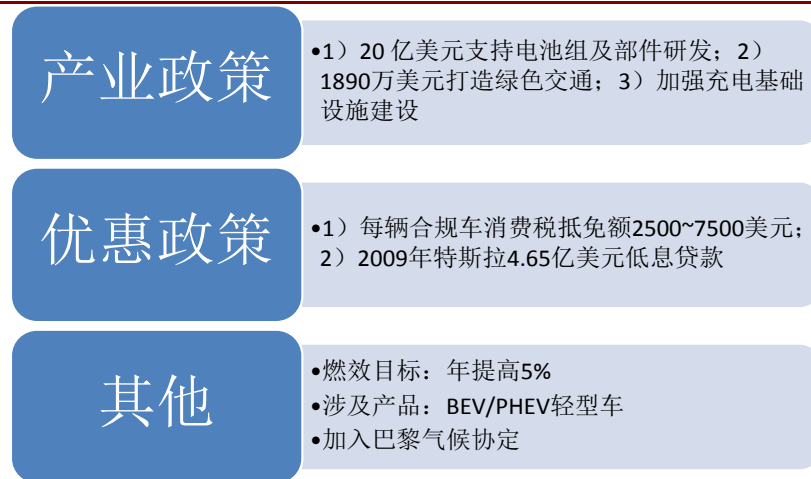 产业政策
•1）20 亿美元支持电池组及部件研发；2）
1890万美元打造绿色交通；3）加强充电基础
设施建设
优惠政策
•1）每辆合规车消费税抵免额2500~7500美元；
2）2009年特斯拉4.65亿美元低息贷款
其他
•燃效目标：年提高5%
•涉及产品：BEV/PHEV轻型车
•加入巴黎气候协定